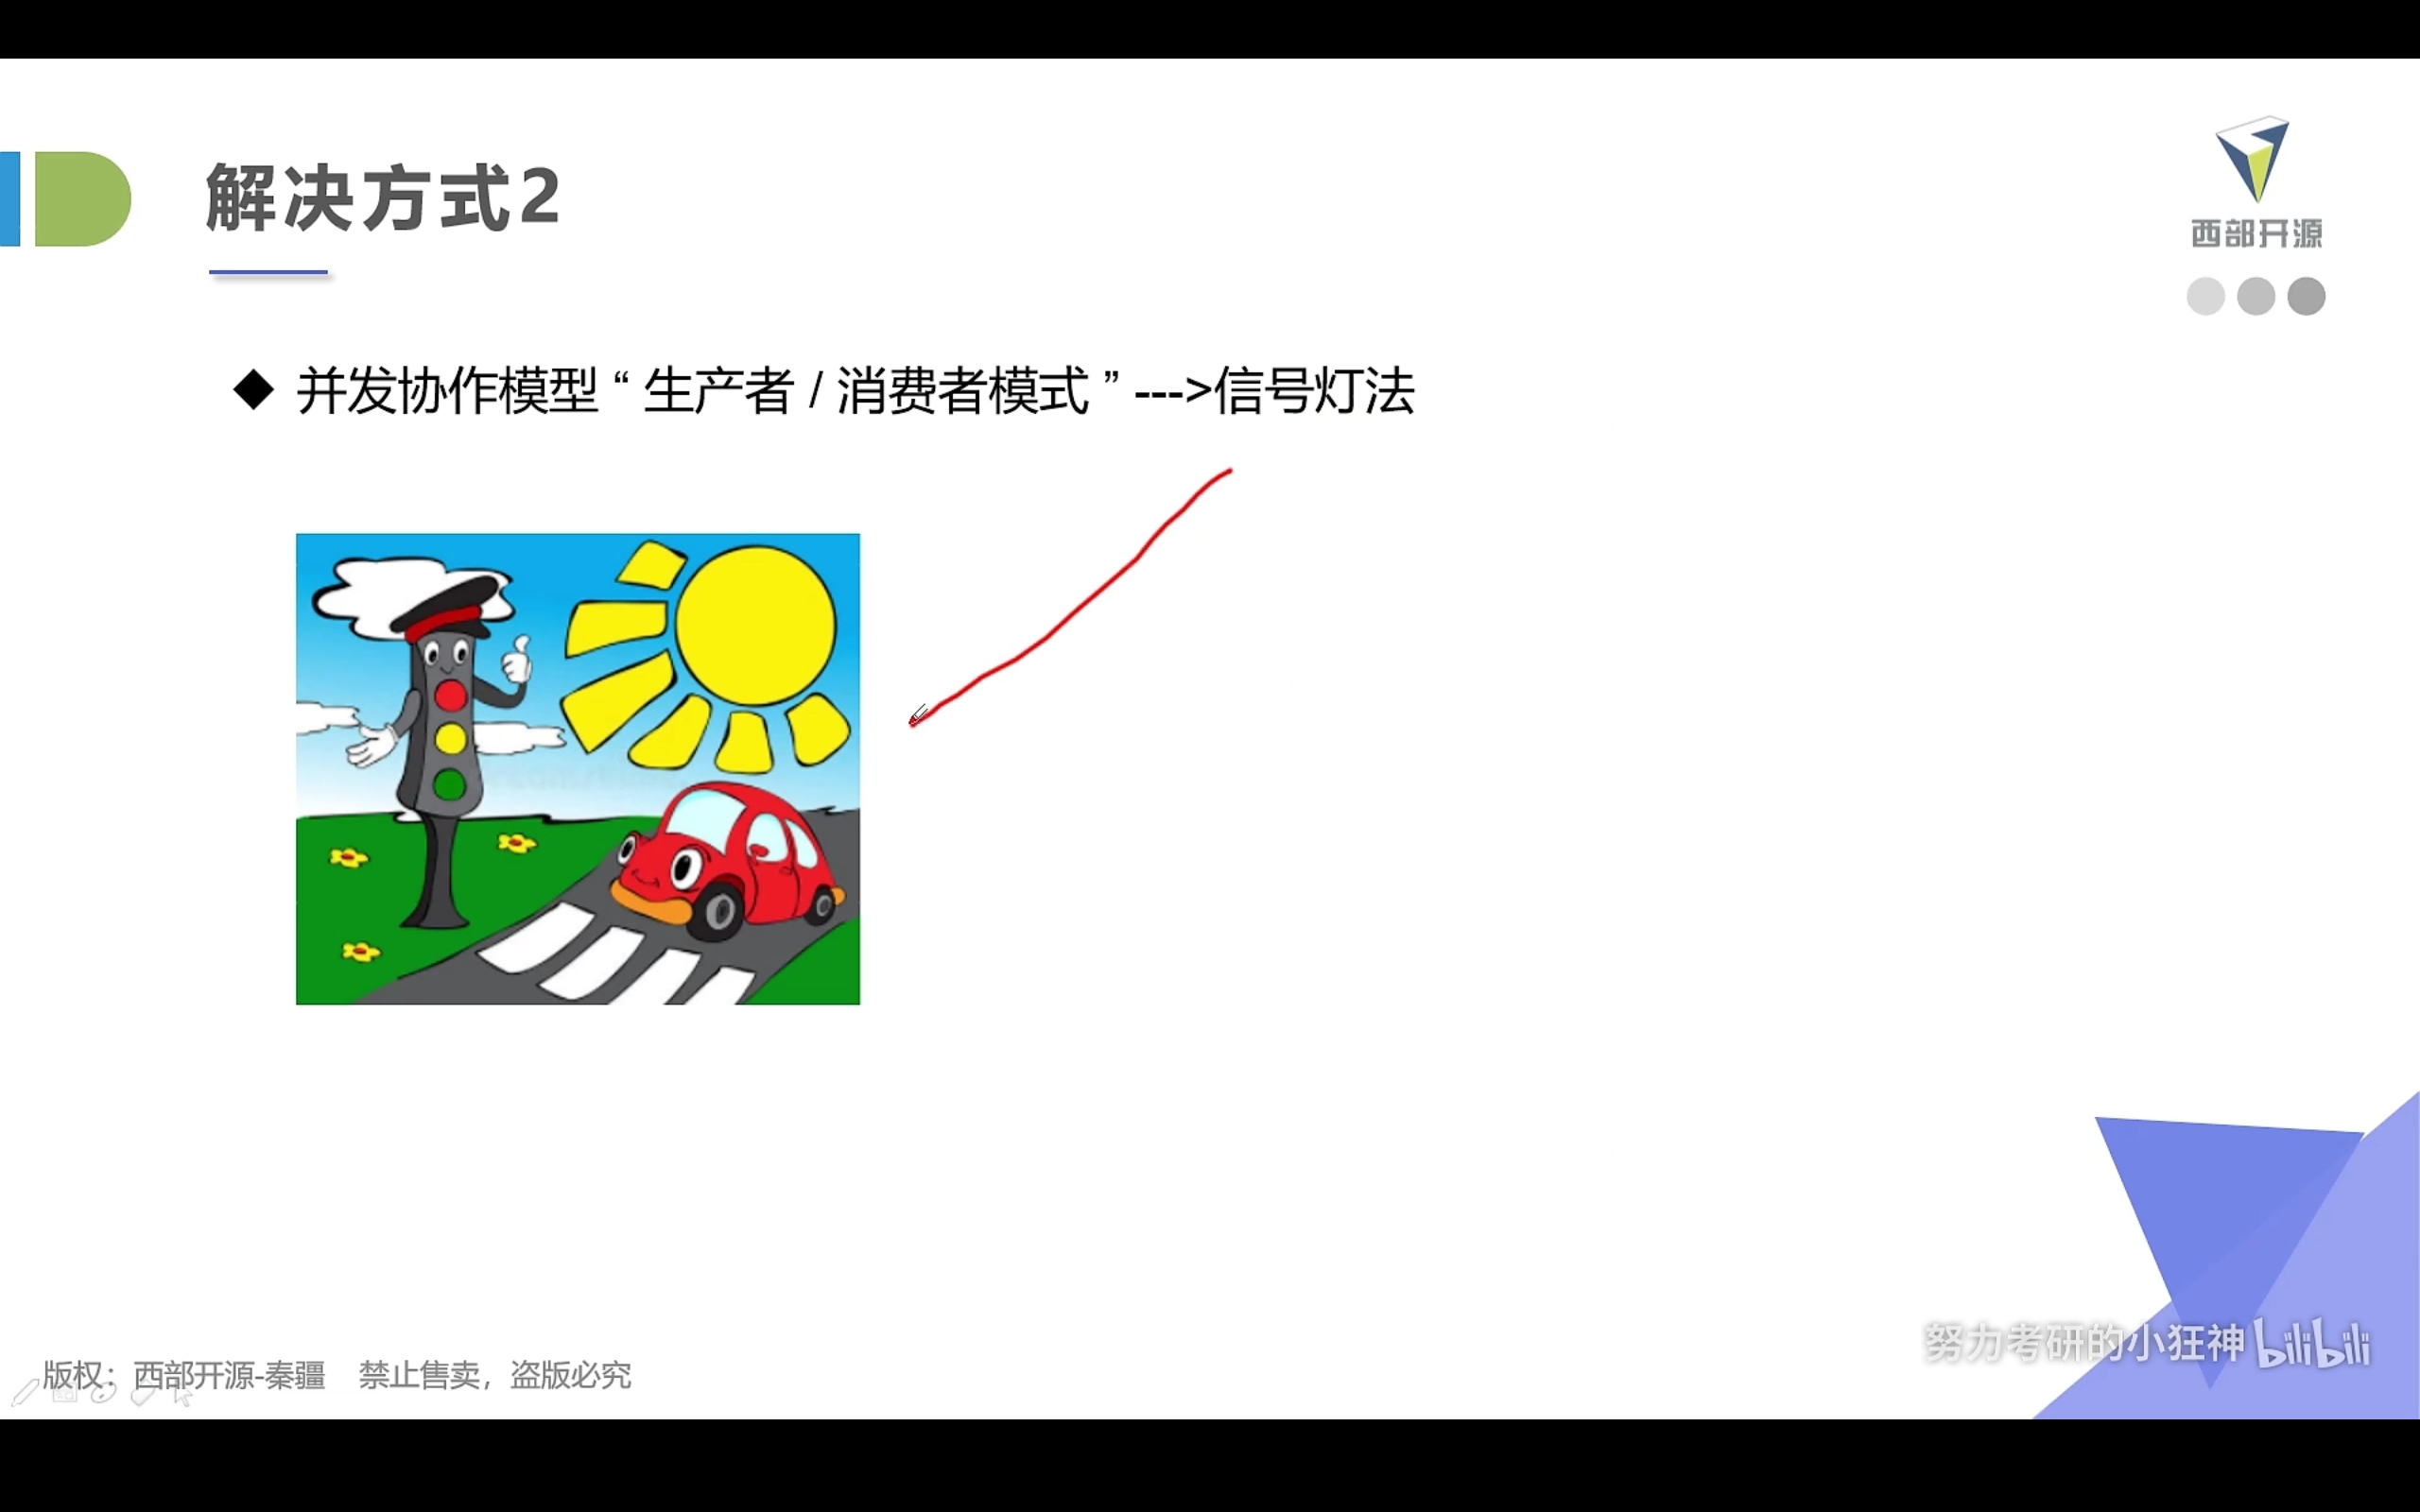 解决方式2
西部开源
◆ 并发协作模型 “ 生产者 / 消费者模式 ” --->信号灯法
努力考研的小狂神 bilibili
版权：西部开源-秦疆 禁止售卖，盗版必究